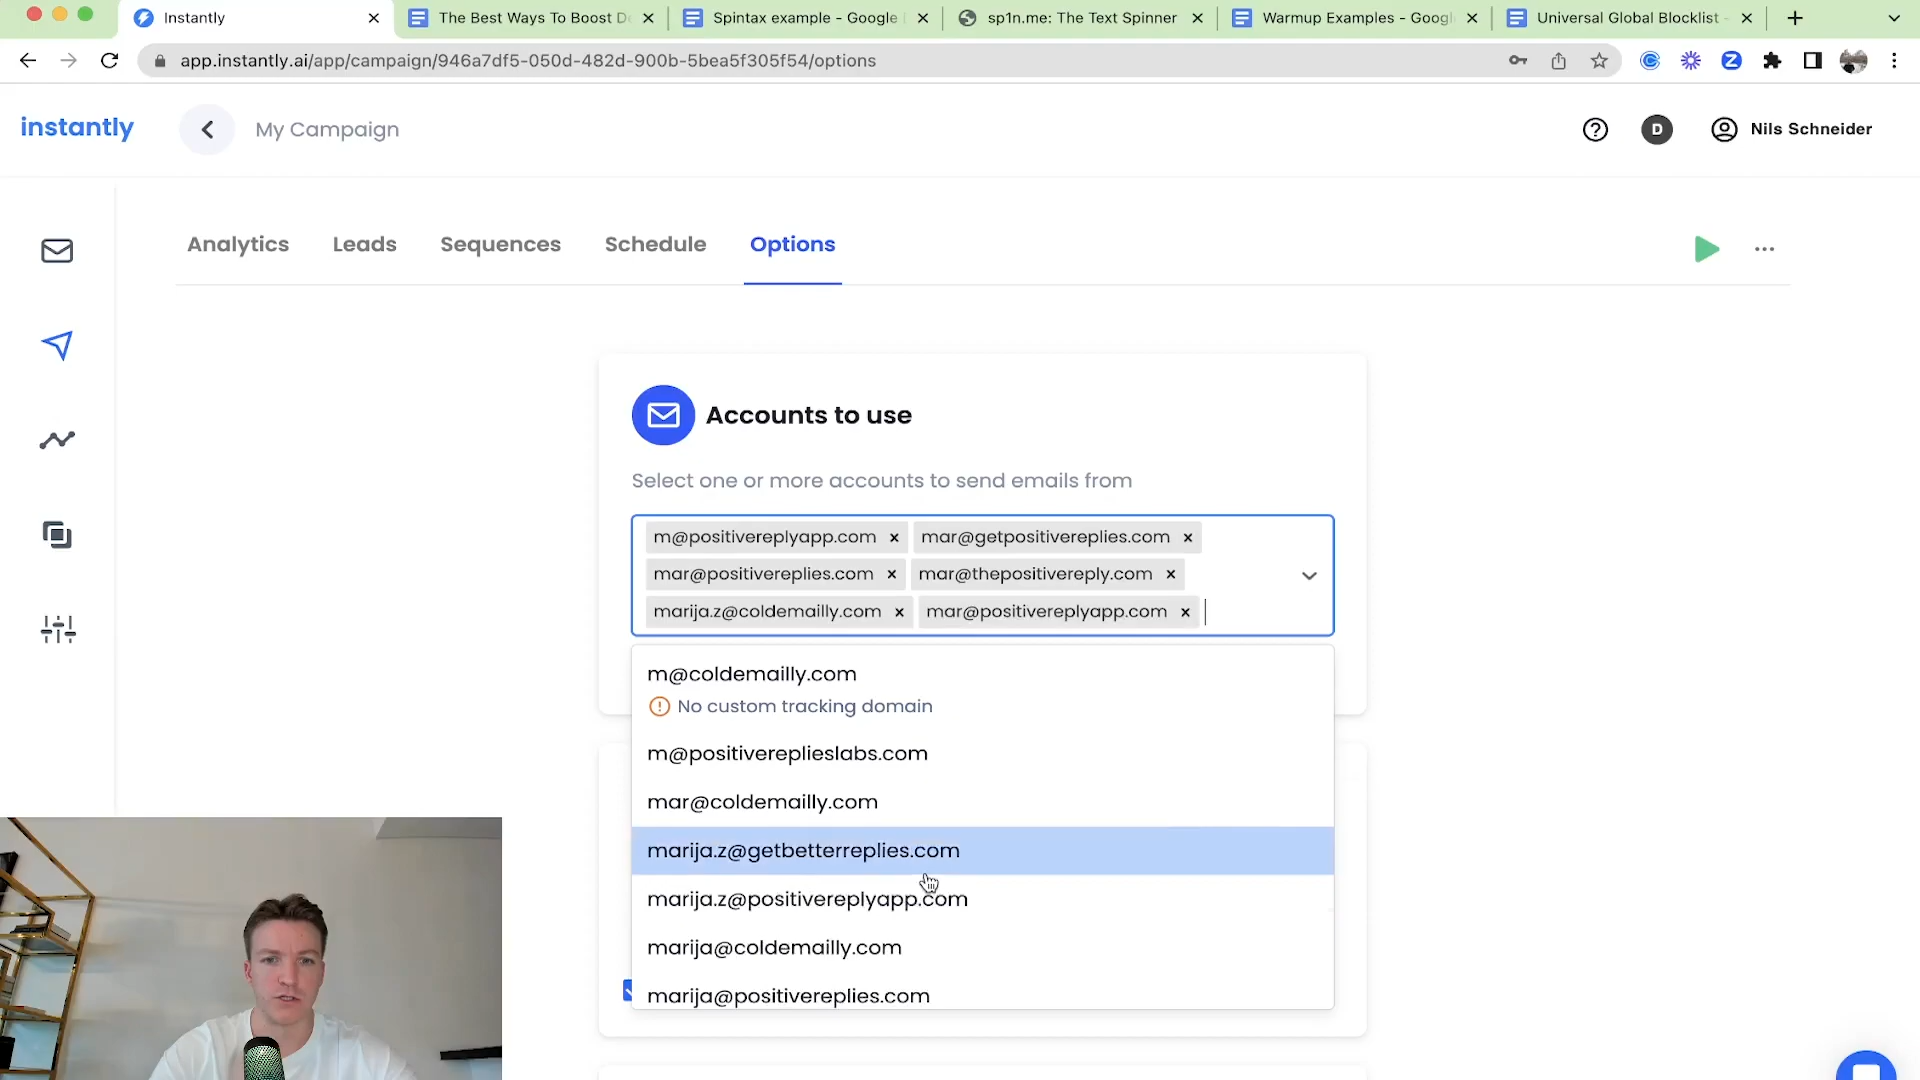 Instantly
The Best Ways To Boost De
Spintax example - Google
sp1n.me: The Text Spinner
Warmup Examples - Googl
Universal Global Blocklist -
app.instantly.ai/app/campaign/946a7df5-050d-482d-900b-5bea5f305f54/options
instantly
My Campaign
D
Nils Schneider
Analytics
Leads
Sequences
Schedule
Options
Accounts to use
Select one or more accounts to send emails from
m@positivereplyapp.com × mar@getpositivereplies.com ×
mar@positivereplies.com × mar@thepositivereply.com ×
marija.z@coldemailly.com × mar@positivereplyapp.com ×
m@coldemailly.com
No custom tracking domain
m@positivereplieslabs.com
mar@coldemailly.com
marija.z@getbetterreplies.com
marija.z@positivereplyapp.com
marija@coldemailly.com
marija@positivereplies.com